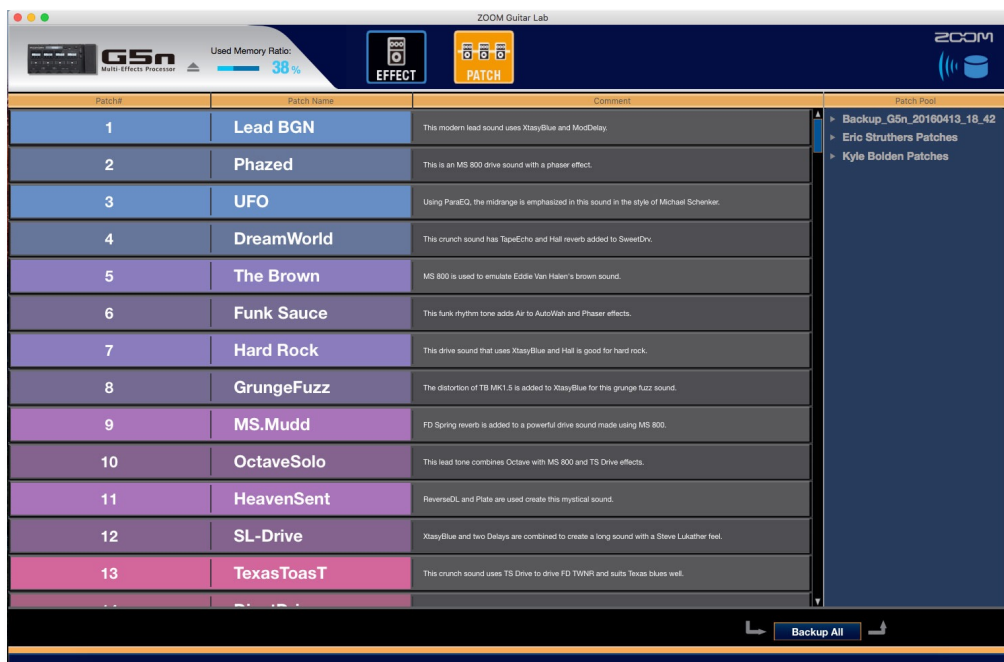 ZOOM Guitar Lab
G5n
Multi-Effects Processor
Used Memory Ratio:
38 %
EFFECT
PATCH
ZOOM
Patch# Patch Name Comment Patch Pool
1 Lead BGN This modern lead sound uses XtasyBlue and ModDelay.
2 Phazed This is an MS 800 drive sound with a phaser effect.
3 UFO Using ParaEQ, the midrange is emphasized in this sound in the style of Michael Schenker.
4 DreamWorld This crunch sound has TapeEcho and Hall reverb added to SweetDrv.
5 The Brown MS 800 is used to emulate Eddie Van Halen's brown sound.
6 Funk Sauce This funk rhythm tone adds Air to AutoWah and Phaser effects.
7 Hard Rock This drive sound that uses XtasyBlue and Hall is good for hard rock.
8 GrungeFuzz The distortion of TB MK1.5 is added to XtasyBlue for this grunge fuzz sound.
9 MS.Mudd FD Spring reverb is added to a powerful drive sound made using MS 800.
10 OctaveSolo This lead tone combines Octave with MS 800 and TS Drive effects.
11 HeavenSent ReverseDL and Plate are used create this mystical sound.
12 SL-Drive XtasyBlue and two Delays are combined to create a long sound with a Steve Lukather feel.
13 TexasToasT This crunch sound uses TS Drive to drive FD TWNR and suits Texas blues well.
Backup_G5n_20160413_18_42
Eric Struthers Patches
Kyle Bolden Patches
Backup All